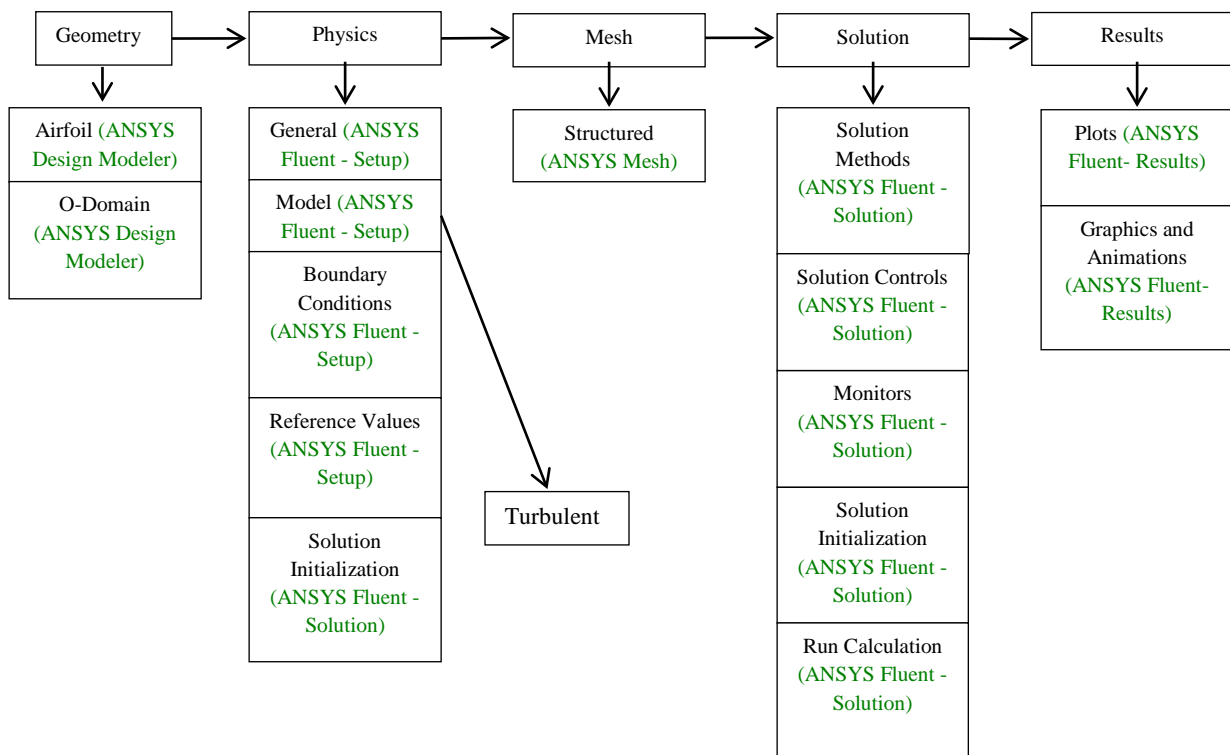 Geometry
Physics
Mesh
Solution
Results
Airfoil (ANSYS
Design Modeler)
O-Domain
(ANSYS Design
Modeler)
General (ANSYS
Fluent - Setup)
Model (ANSYS
Fluent - Setup)
Boundary
Conditions
(ANSYS Fluent -
Setup)
Reference Values
(ANSYS Fluent -
Setup)
Solution
Initialization
(ANSYS Fluent -
Solution)
Turbulent
Structured
(ANSYS Mesh)
Solution
Methods
(ANSYS Fluent -
Solution)
Solution Controls
(ANSYS Fluent -
Solution)
Monitors
(ANSYS Fluent -
Solution)
Solution
Initialization
(ANSYS Fluent -
Solution)
Run Calculation
(ANSYS Fluent -
Solution)
Plots (ANSYS
Fluent- Results)
Graphics and
Animations
(ANSYS Fluent-
Results)